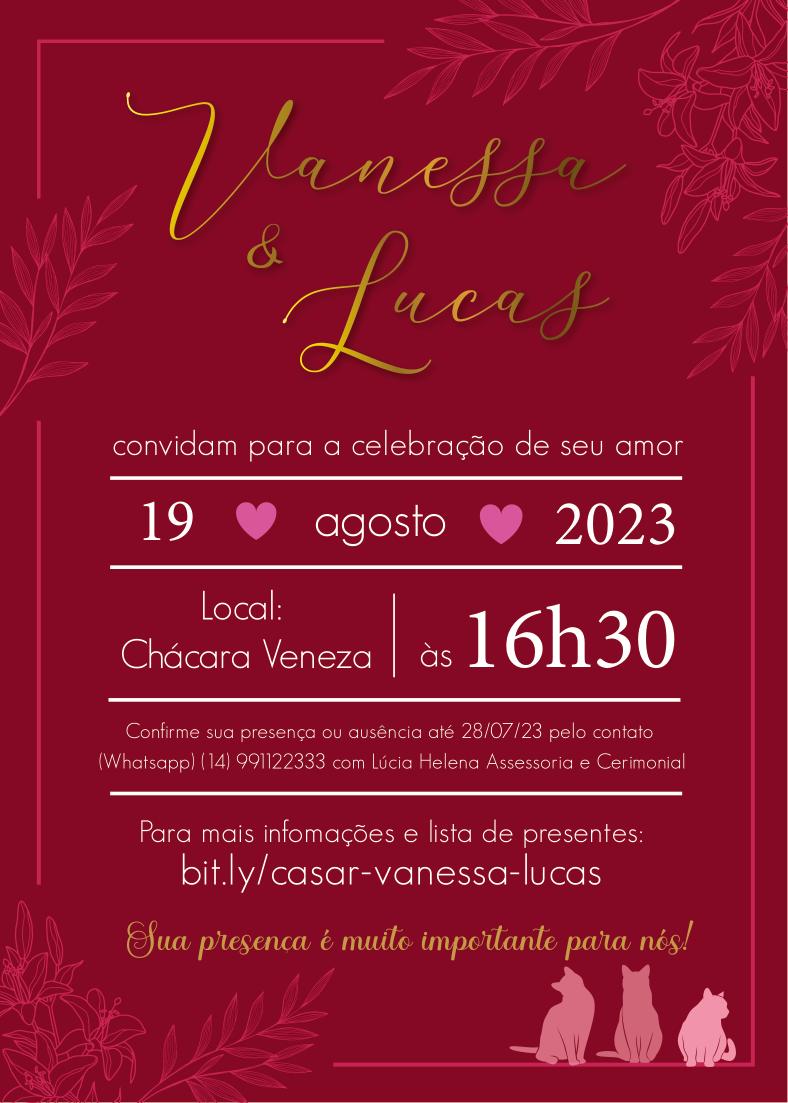 Vanessa
&
Lucas
convidam para a celebração de seu amor
19 agosto 2023
Local:
Chácara Veneza
às 16h30
Confirme sua presença ou ausência até 28/07/23 pelo contato
(Whatsapp) (14) 991122333 com Lúcia Helena Assessoria e Cerimonial
Para mais infomações e lista de presentes:
bit.ly/casar-vanessa-lucas
Sua presença é muito importante para nós!